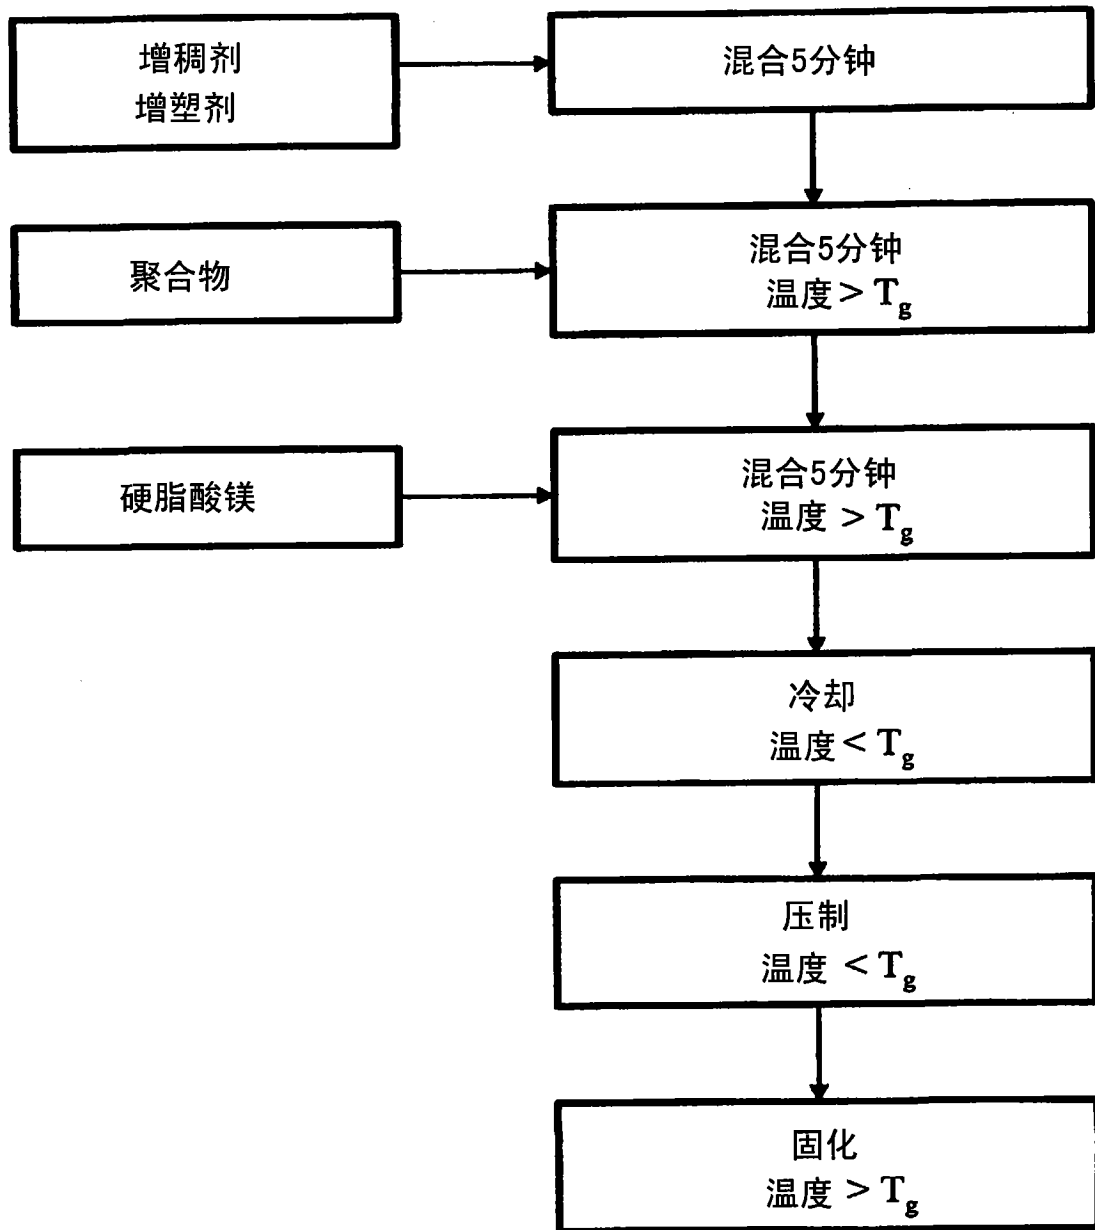 增稠剂
增塑剂
混合5分钟
聚合物
混合5分钟
温度 > Tg
硬脂酸镁
混合5分钟
温度 > Tg
冷却
温度 < Tg
压制
温度 < Tg
固化
温度 > Tg